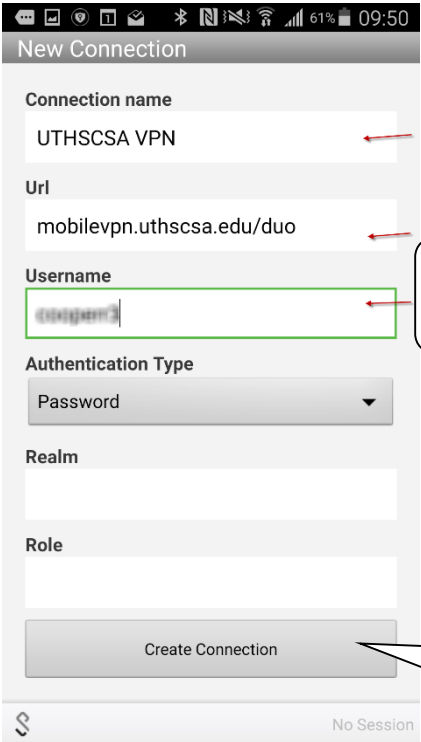 1
61% 09:50
New Connection
Connection name
UTHSCSA VPN
Url
mobilevpn.uthscsa.edu/duo
Username
Authentication Type
Password
Realm
Role
Create Connection
No Session